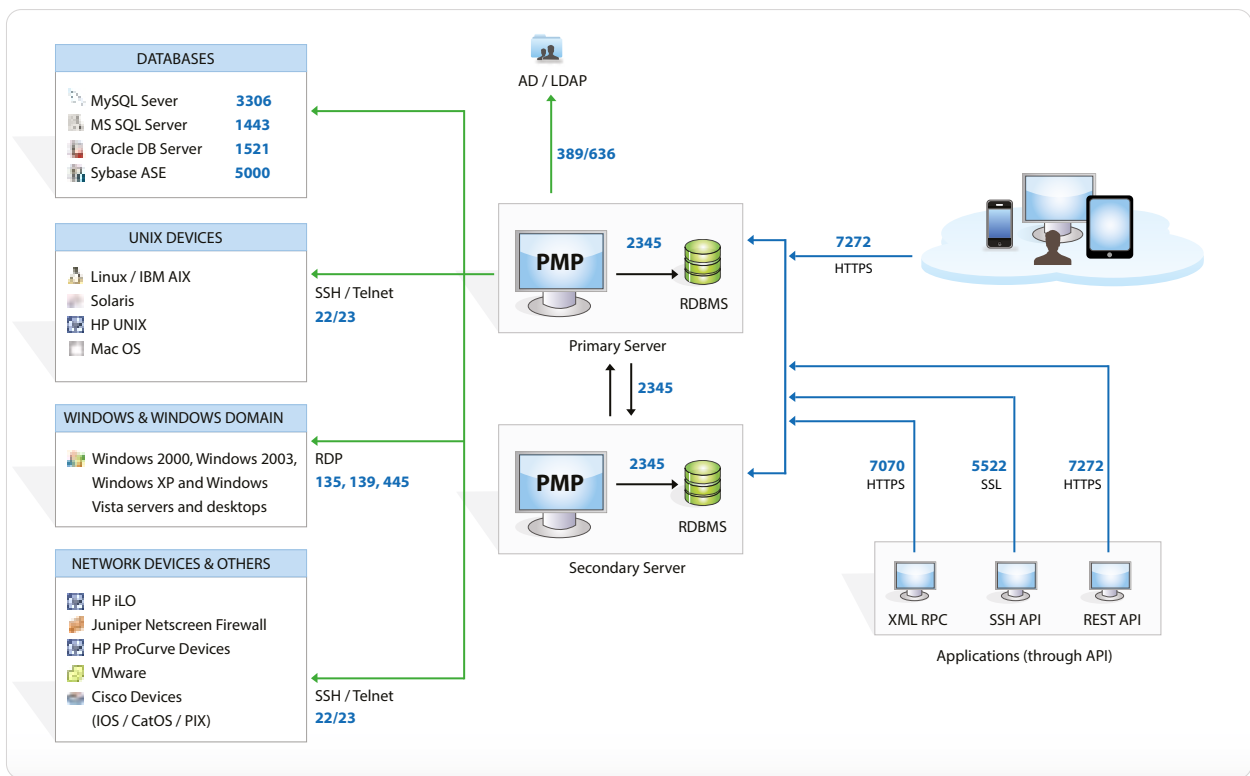 DATABASES
MySQL Sever 3306
MS SQL Server 1443
Oracle DB Server 1521
Sybase ASE 5000
UNIX DEVICES
Linux / IBM AIX
Solaris
HP UNIX
Mac OS
SSH / Telnet
22/23
WINDOWS & WINDOWS DOMAIN
Windows 2000, Windows 2003,
Windows XP and Windows
Vista servers and desktops
RDP
135, 139, 445
NETWORK DEVICES & OTHERS
HP iLO
Juniper Netscreen Firewall
HP ProCurve Devices
VMware
Cisco Devices
(IOS / CatOS / PIX)
SSH / Telnet
22/23
AD / LDAP
389/636
PMP
2345
RDBMS
Primary Server
2345
PMP
2345
RDBMS
Secondary Server
7272
HTTPS
7070
HTTPS
5522
SSL
7272
HTTPS
XML RPC
SSH API
REST API
Applications (through API)